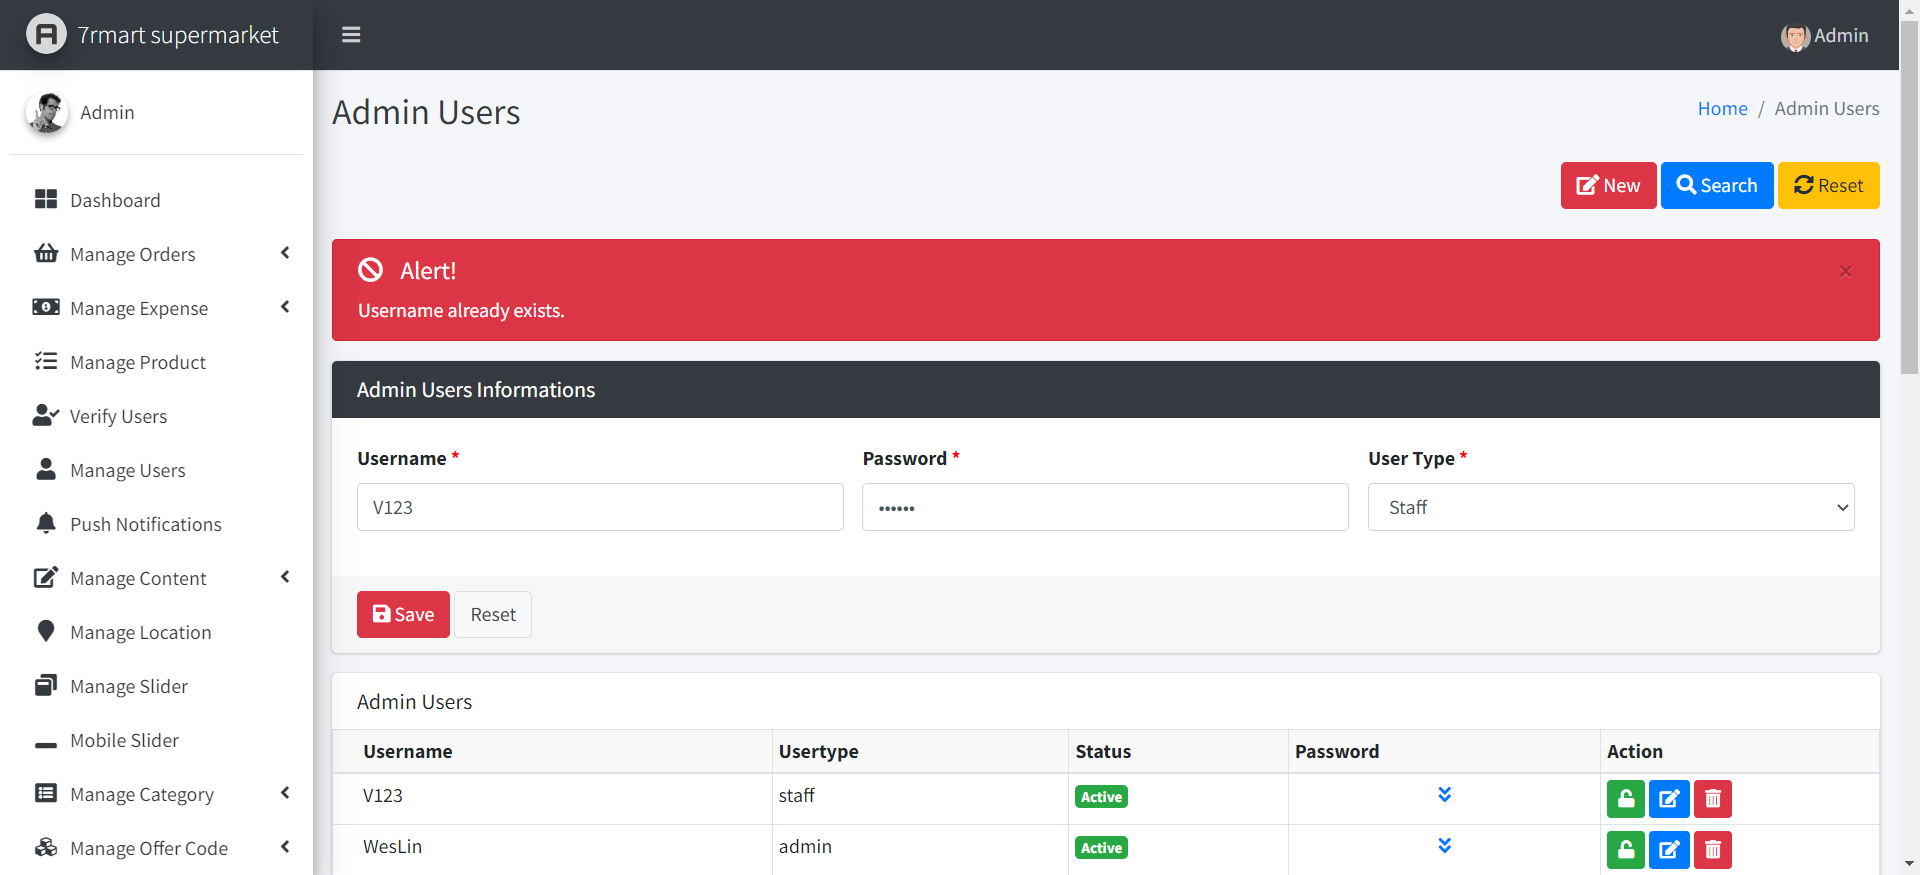 7rmart supermarket
Admin
Admin
Dashboard
Manage Orders
Manage Expense
Manage Product
Verify Users
Manage Users
Push Notifications
Manage Content
Manage Location
Manage Slider
Mobile Slider
Manage Category
Manage Offer Code
Admin Users
Home / Admin Users
New Search Reset
Alert!
×
Username already exists.
Admin Users Informations
Username * Password * User Type *
V123 •••••• Staff
Save Reset
Admin Users
Username Usertype Status Password Action
V123 staff Active
WesLin admin Active